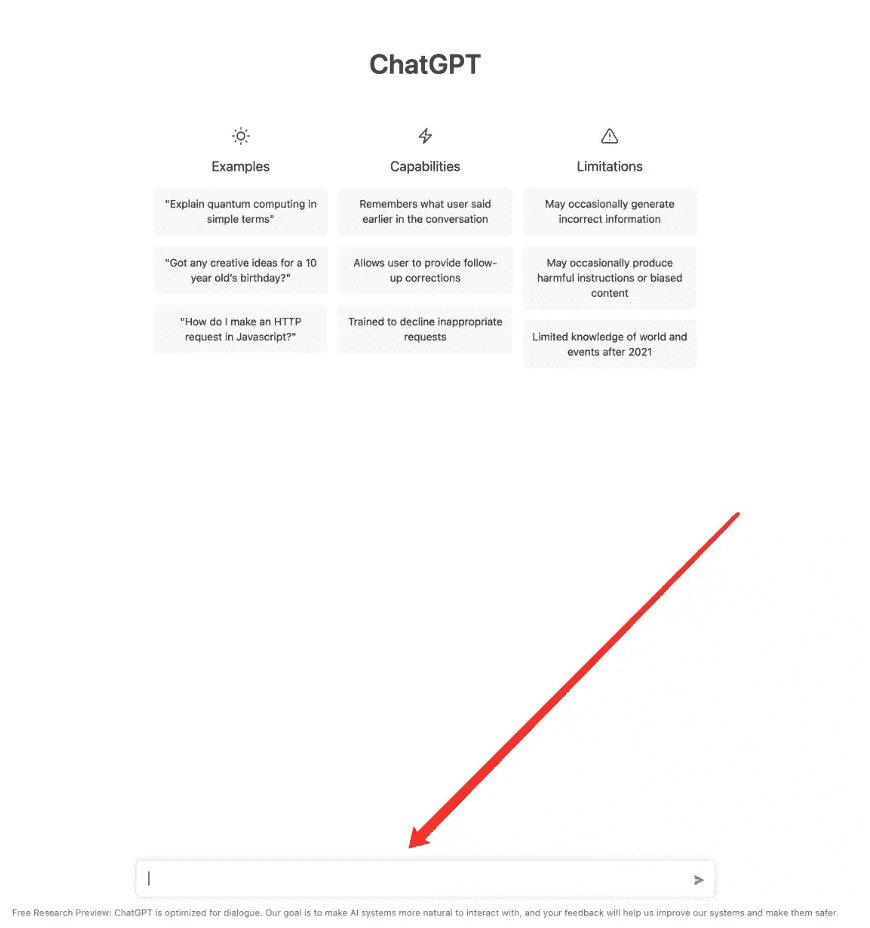 ChatGPT
Examples
"Explain quantum computing in
simple terms"
"Got any creative ideas for a 10
year old's birthday?"
"How do I make an HTTP
request in Javascript?"
Capabilities
Remembers what user said
earlier in the conversation
Allows user to provide follow-
up corrections
Trained to decline inappropriate
requests
Limitations
May occasionally generate
incorrect information
May occasionally produce
harmful instructions or biased
content
Limited knowledge of world and
events after 2021
Free Research Preview: ChatGPT is optimized for dialogue. Our goal is to make AI systems more natural to interact with, and your feedback will help us improve our systems and make them safer.